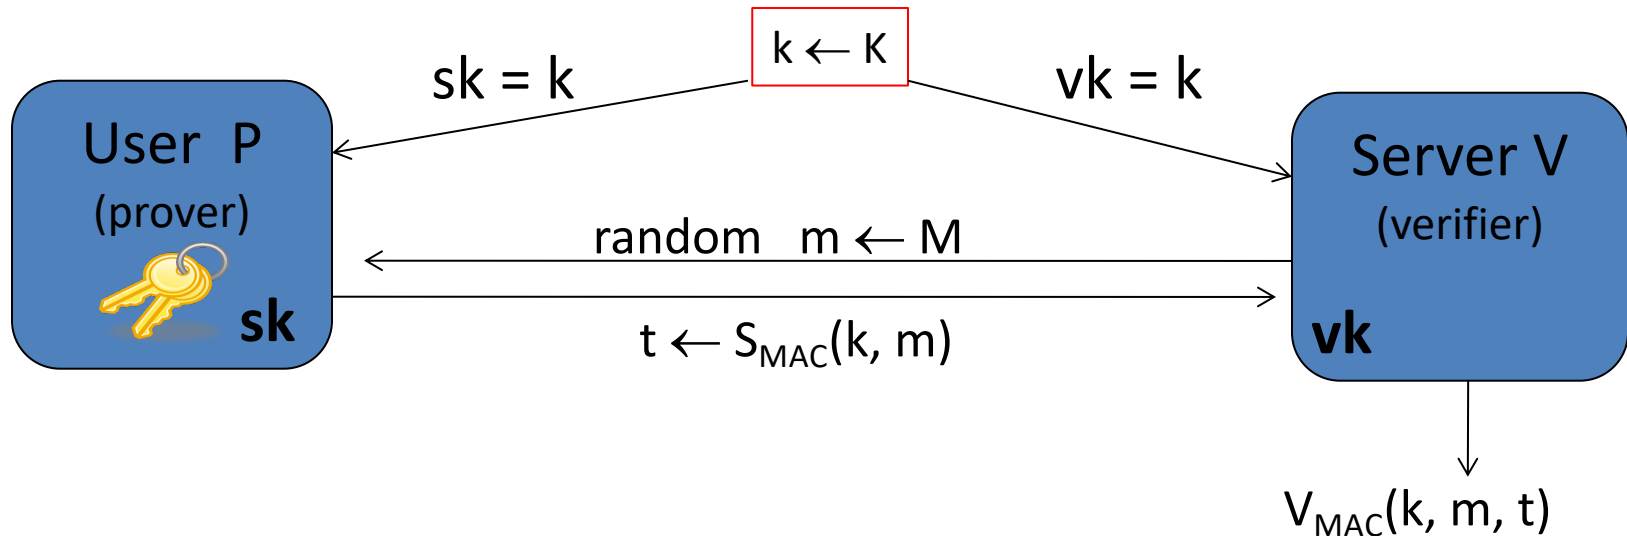 k ← K
sk = k
vk = k
User P
(prover)
sk
Server V
(verifier)
vk
random m ← M
t ← S_MAC(k, m)
V_MAC(k, m, t)